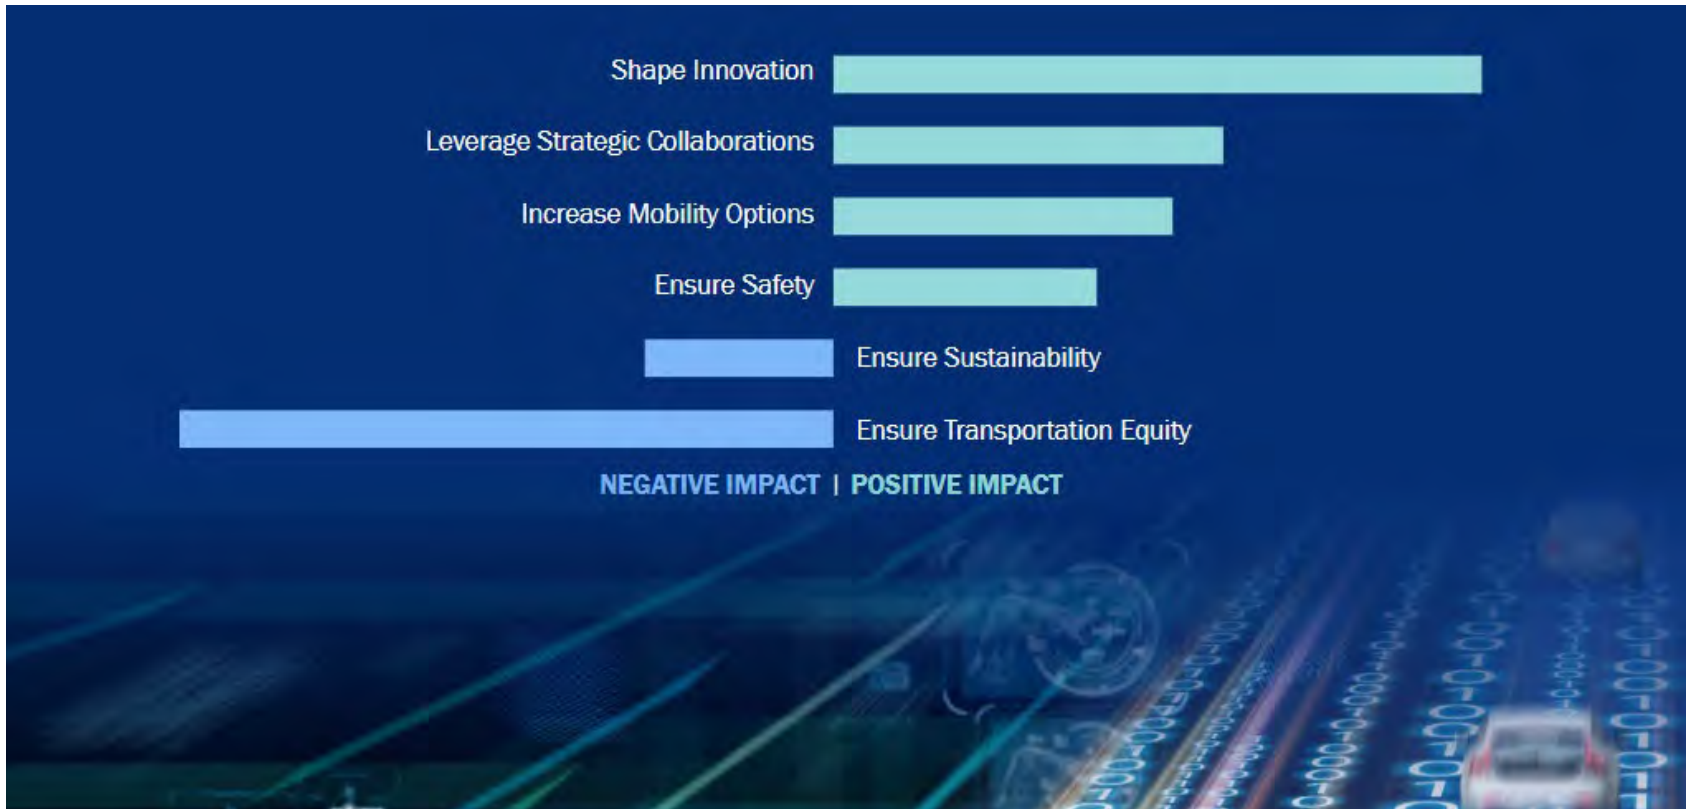 Shape Innovation
Leverage Strategic Collaborations
Increase Mobility Options
Ensure Safety
Ensure Sustainability
Ensure Transportation Equity
NEGATIVE IMPACT | POSITIVE IMPACT